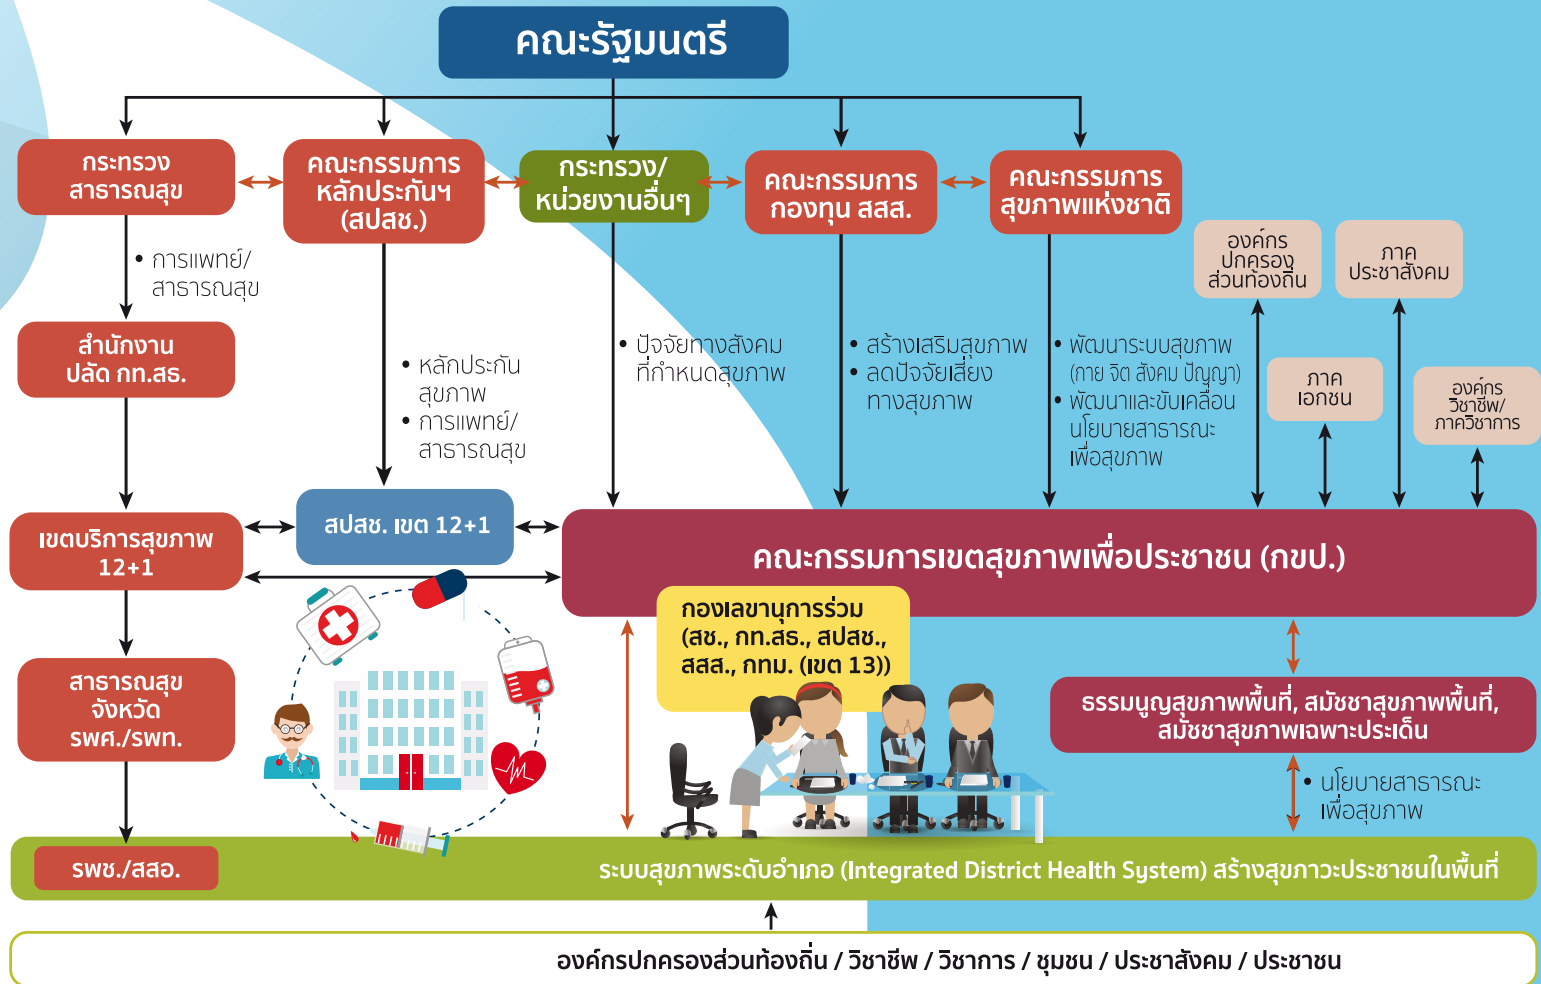 คณะรัฐมนตรี
กระทรวง
สาธารณสุข
คณะกรรมการ
หลักประกันฯ
(สปสช.)
กระทรวง/
หน่วยงานอื่นๆ
คณะกรรมการ
กองทุน สสส.
คณะกรรมการ
สุขภาพแห่งชาติ
• การแพทย์/
สาธารณสุข
องค์กร
ปกครอง
ส่วนท้องถิ่น
ภาค
ประชาสังคม
สำนักงาน
ปลัด กท.สธ.
• หลักประกัน
สุขภาพ
• การแพทย์/
สาธารณสุข
• ปัจจัยทางสังคม
ที่กำหนดสุขภาพ
• สร้างเสริมสุขภาพ
• ลดปัจจัยเสี่ยง
ทางสุขภาพ
• พัฒนาระบบสุขภาพ
(กาย จิต สังคม ปัญญา)
• พัฒนาและขับเคลื่อน
นโยบายสาธารณะ
เพื่อสุขภาพ
ภาค
เอกชน
องค์กร
วิชาชีพ/
ภาควิชาการ
เขตบริการสุขภาพ
12+1
สปสช. เขต 12+1
คณะกรรมการเขตสุขภาพเพื่อประชาชน (กขป.)
กองเลขานุการร่วม
(สช., กท.สธ., สปสช.,
สสส., กทม. (เขต 13))
สาธารณสุข
จังหวัด
รพศ./รพท.
ธรรมนูญสุขภาพพื้นที่, สมัชชาสุขภาพพื้นที่,
สมัชชาสุขภาพเฉพาะประเด็น
• นโยบายสาธารณะ
เพื่อสุขภาพ
รพช./สสอ.
ระบบสุขภาพระดับอำเภอ (Integrated District Health System) สร้างสุขภาวะประชาชนในพื้นที่
องค์กรปกครองส่วนท้องถิ่น / วิชาชีพ / วิชาการ / ชุมชน / ประชาสังคม / ประชาชน